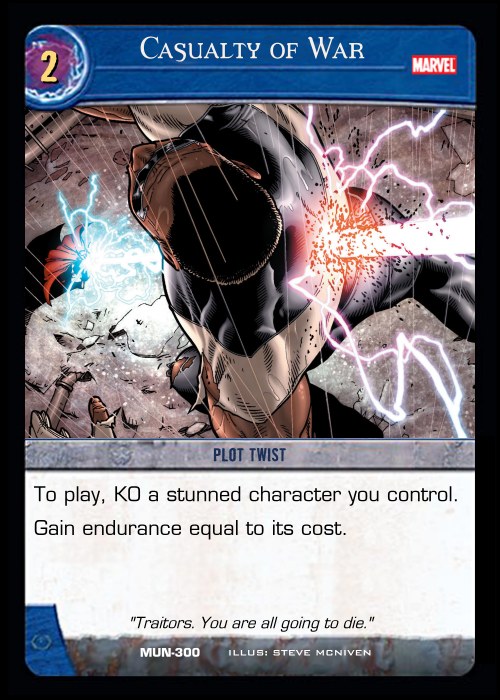 2
Casualty of War
MARVEL
PLOT TWIST
To play, KO a stunned character you control.
Gain endurance equal to its cost.
"Traitors. You are all going to die."
MUN-300 ILLUS: STEVE MCNIVEN